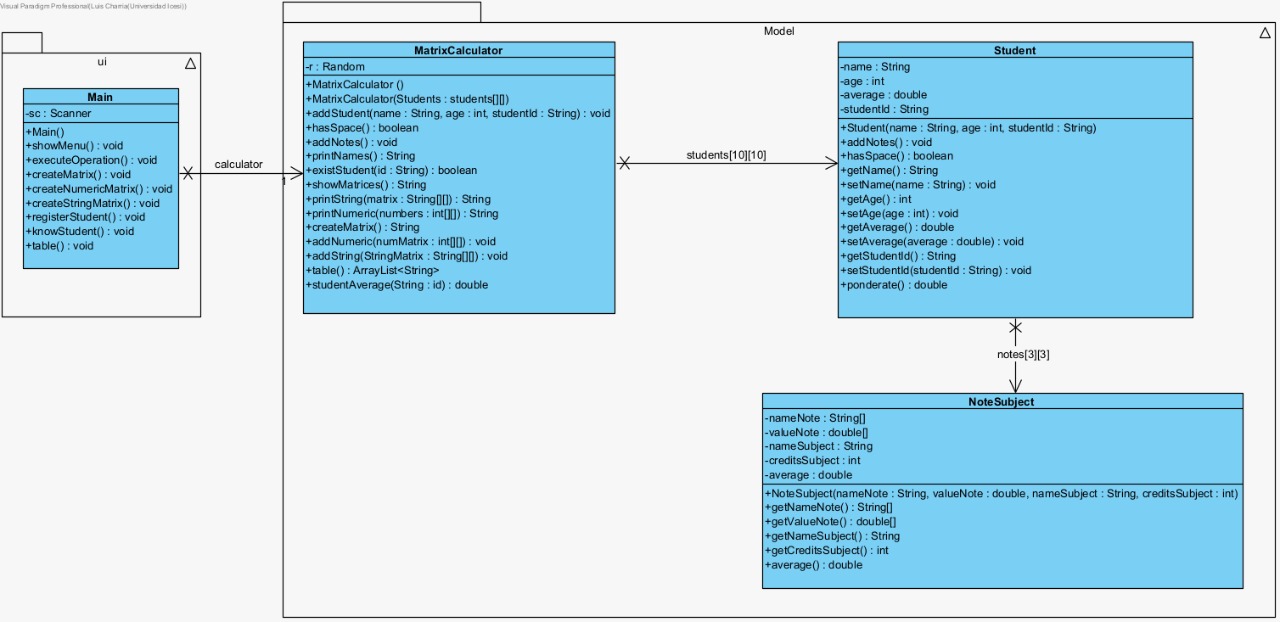 Visual Paradigm Professional(Luis Charria(Universidad Icesi))
ui
Main
-sc : Scanner
+Main()
+showMenu() : void
+executeOperation() : void
+createMatrix() : void
+createNumericMatrix() : void
+createStringMatrix() : void
+registerStudent() : void
+knowStudent() : void
+table() : void
calculator
1
Model
MatrixCalculator
-r : Random
+MatrixCalculator ()
+MatrixCalculator(Students : students[][])
+addStudent(name : String, age : int, studentId : String) : void
+hasSpace() : boolean
+addNotes() : void
+printNames() : String
+existStudent(id : String) : boolean
+showMatrices() : String
+printString(matrix : String[][]) : String
+printNumeric(numbers : int[][]) : String
+createMatrix() : String
+addNumeric(numMatrix : int[][]) : void
+addString(StringMatrix : String[][]) : void
+table() : ArrayList<String>
+studentAverage(String : id) : double
students[10][10]
Student
-name : String
-age : int
-average : double
-studentId : String
+Student(name : String, age : int, studentId : String)
+addNotes() : void
+hasSpace() : boolean
+getName() : String
+setName(name : String) : void
+getAge() : int
+setAge(age : int) : void
+getAverage() : double
+setAverage(average : double) : void
+getStudentId() : String
+setStudentId(studentId : String) : void
+ponderate() : double
notes[3][3]
NoteSubject
-nameNote : String[]
-valueNote : double[]
-nameSubject : String
-creditsSubject : int
-average : double
+NoteSubject(nameNote : String, valueNote : double, nameSubject : String, creditsSubject : int)
+getNameNote() : String[]
+getValueNote() : double[]
+getNameSubject() : String
+getCreditsSubject() : int
+average() : double